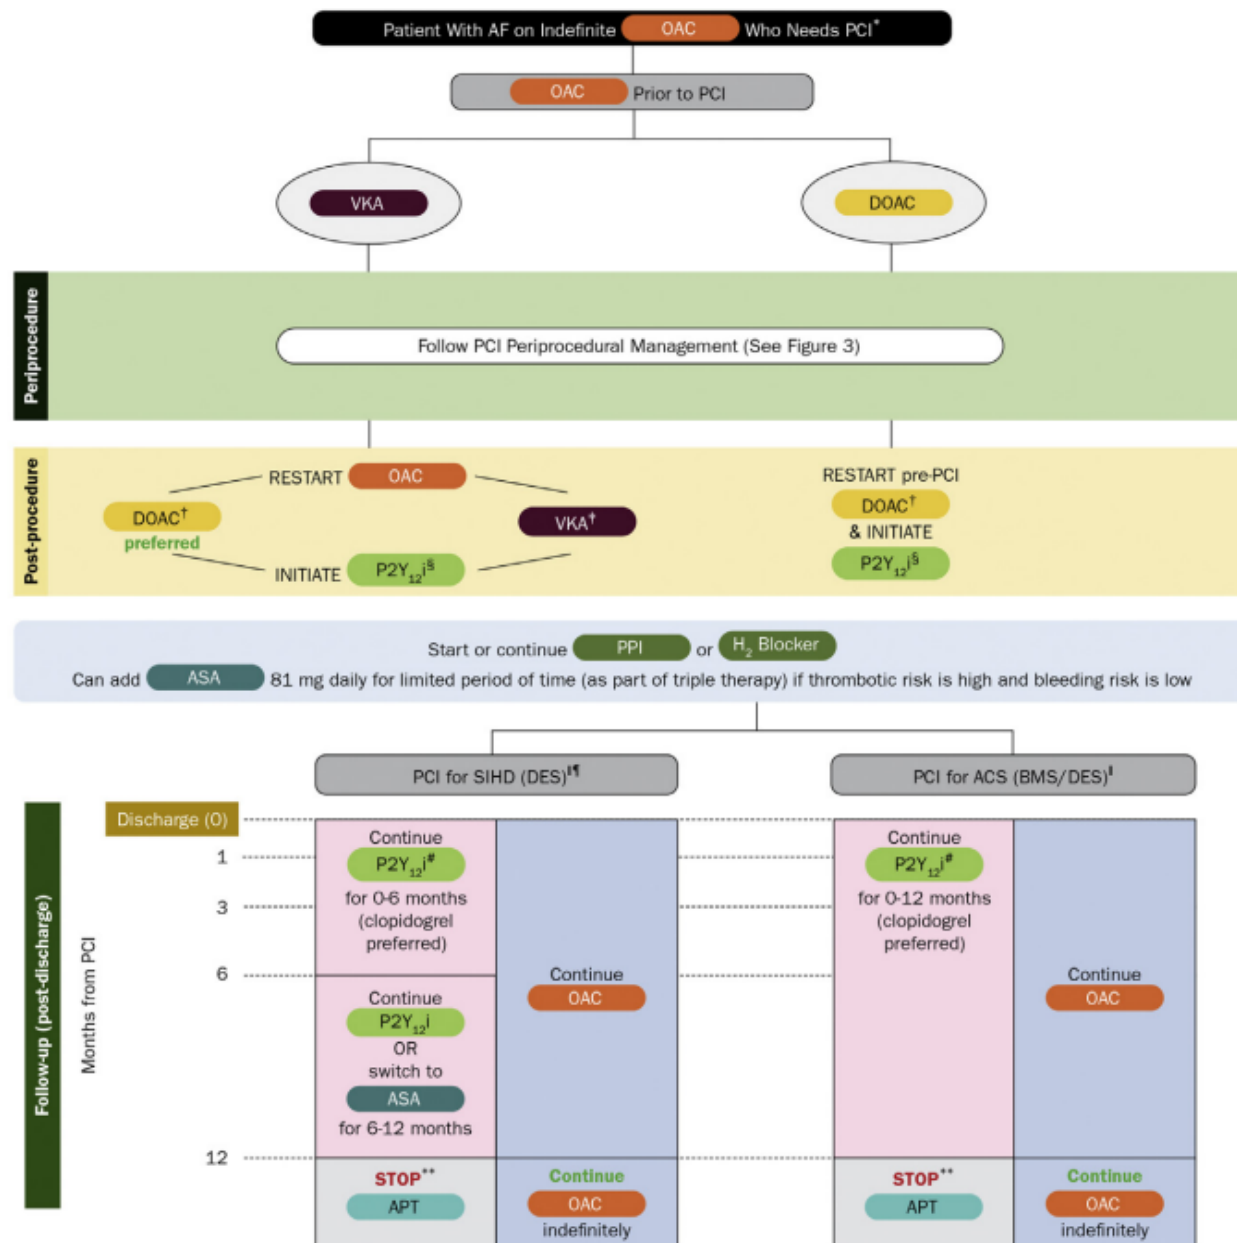 Patient With AF on Indefinite OAC Who Needs PCI*
OAC Prior to PCI
VKA
DOAC
Periprocedure
Follow PCI Periprocedural Management (See Figure 3)
Post-procedure
RESTART OAC
DOAC†
preferred
VKA†
INITIATE P2Y₁₂i§
RESTART pre-PCI
DOAC†
& INITIATE
P2Y₁₂i§
Start or continue PPI or H₂ Blocker
Can add ASA 81 mg daily for limited period of time (as part of triple therapy) if thrombotic risk is high and bleeding risk is low
PCI for SIHD (DES)‖¶
PCI for ACS (BMS/DES)‖
Follow-up (post-discharge)
Months from PCI
Discharge (0)
1
3
6
12
Continue
P2Y₁₂i#
for 0-6 months
(clopidogrel
preferred)
Continue
P2Y₁₂i
OR
switch to
ASA
for 6-12 months
STOP**
APT
Continue
OAC
Continue
OAC
indefinitely
Continue
P2Y₁₂i#
for 0-12 months
(clopidogrel
preferred)
STOP**
APT
Continue
OAC
Continue
OAC
indefinitely